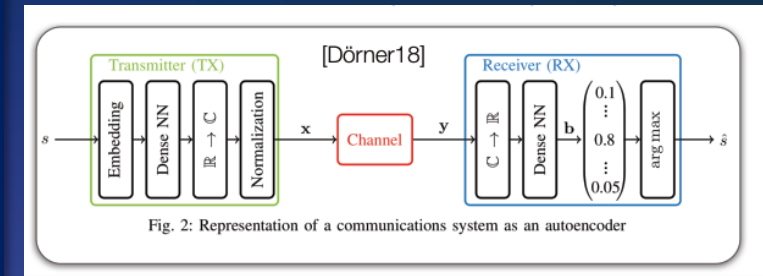 [Dörner18]
Transmitter (TX)
Receiver (RX)
s
Embedding
Dense NN
ℝ → ℂ
Normalization
x
Channel
y
ℂ → ℝ
Dense NN
b
0.1
⋮
0.8
⋮
0.05
arg max
ŝ
Fig. 2: Representation of a communications system as an autoencoder